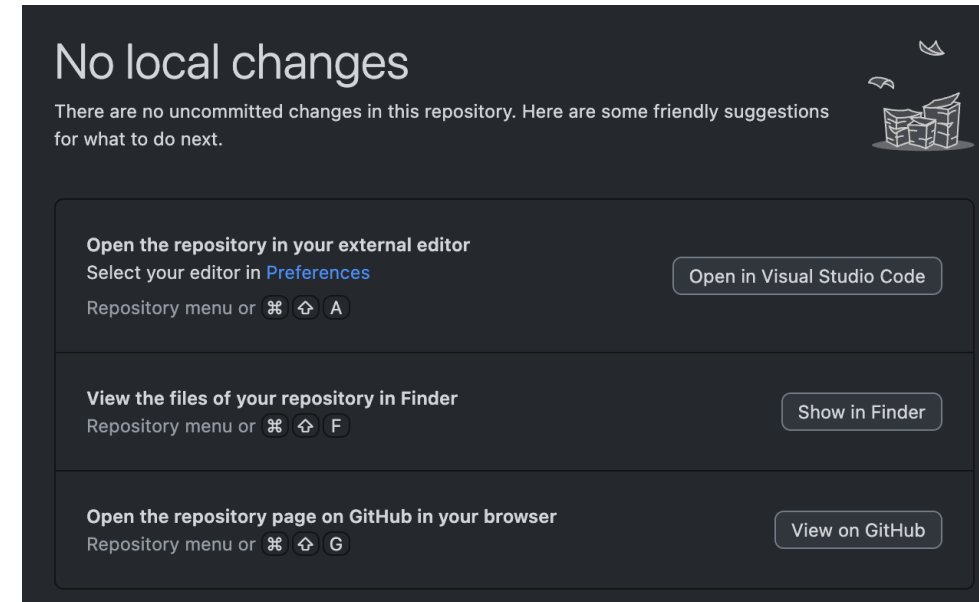 No local changes
There are no uncommitted changes in this repository. Here are some friendly suggestions
for what to do next.
Open the repository in your external editor
Select your editor in Preferences
Repository menu or ⌘ ⇧ A
Open in Visual Studio Code
View the files of your repository in Finder
Repository menu or ⌘ ⇧ F
Show in Finder
Open the repository page on GitHub in your browser
Repository menu or ⌘ ⇧ G
View on GitHub